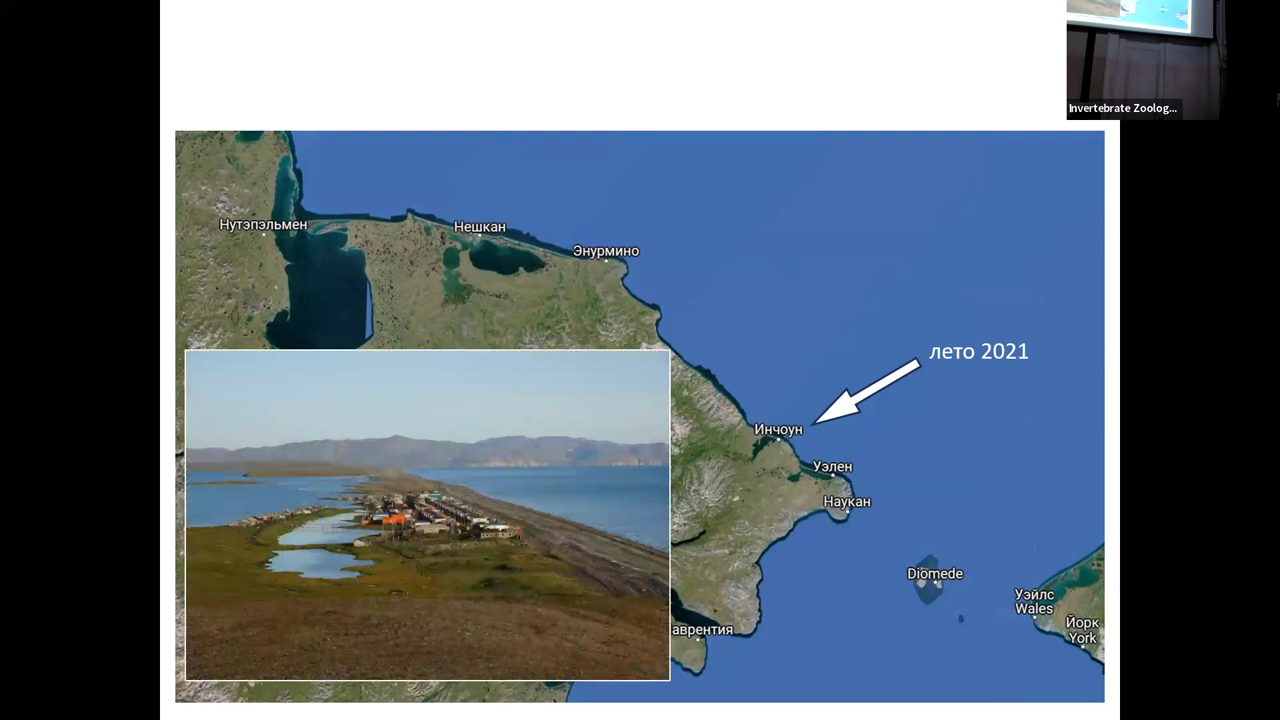 Invertebrate Zoolog...
Нутэпэльмен
Нешкан
Энурмино
лето 2021
Инчоун
Уэлен
Наукан
Diomede
Уэйлс
Wales
Йорк
York
аврентия